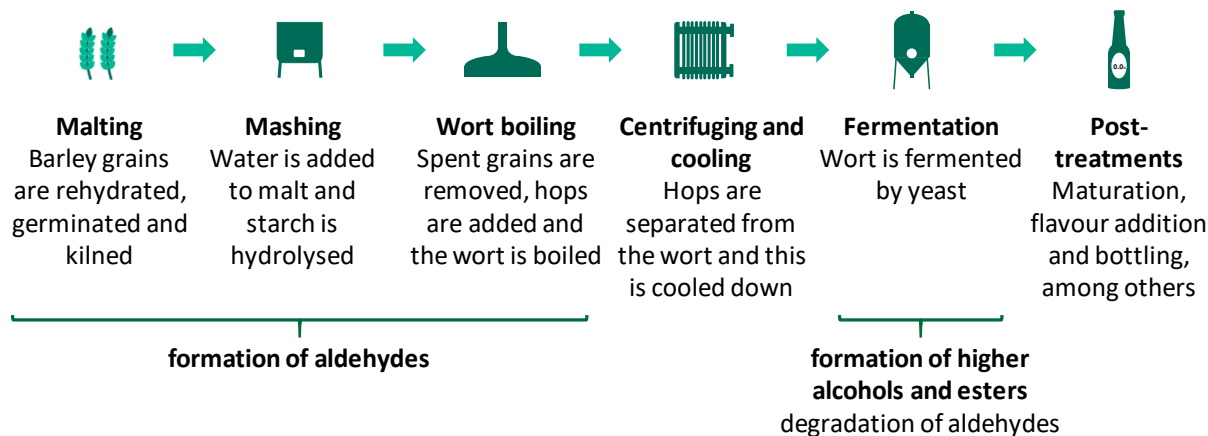 0.0%
Malting
Barley grains
are rehydrated,
germinated and
kilned
Mashing
Water is added
to malt and
starch is
hydrolysed
Wort boiling
Spent grains are
removed, hops
are added and
the wort is boiled
Centrifuging and
cooling
Hops are
separated from
the wort and this
is cooled down
Fermentation
Wort is fermented
by yeast
Post-
treatments
Maturation,
flavour addition
and bottling,
among others
formation of aldehydes
formation of higher
alcohols and esters
degradation of aldehydes